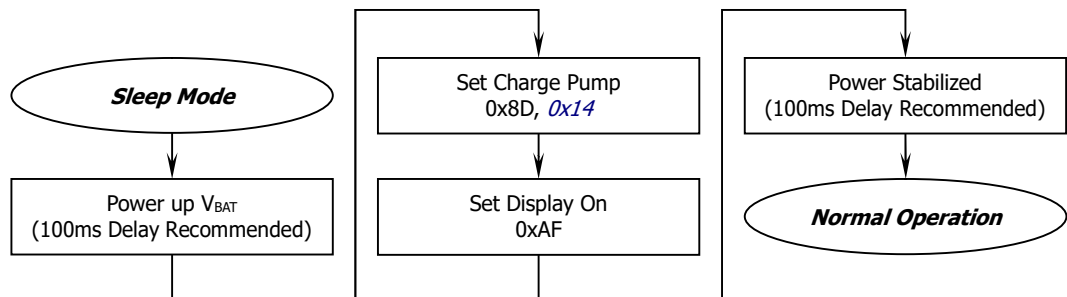 Sleep Mode
Power up VBAT
(100ms Delay Recommended)
Set Charge Pump
0x8D, 0x14
Set Display On
0xAF
Power Stabilized
(100ms Delay Recommended)
Normal Operation